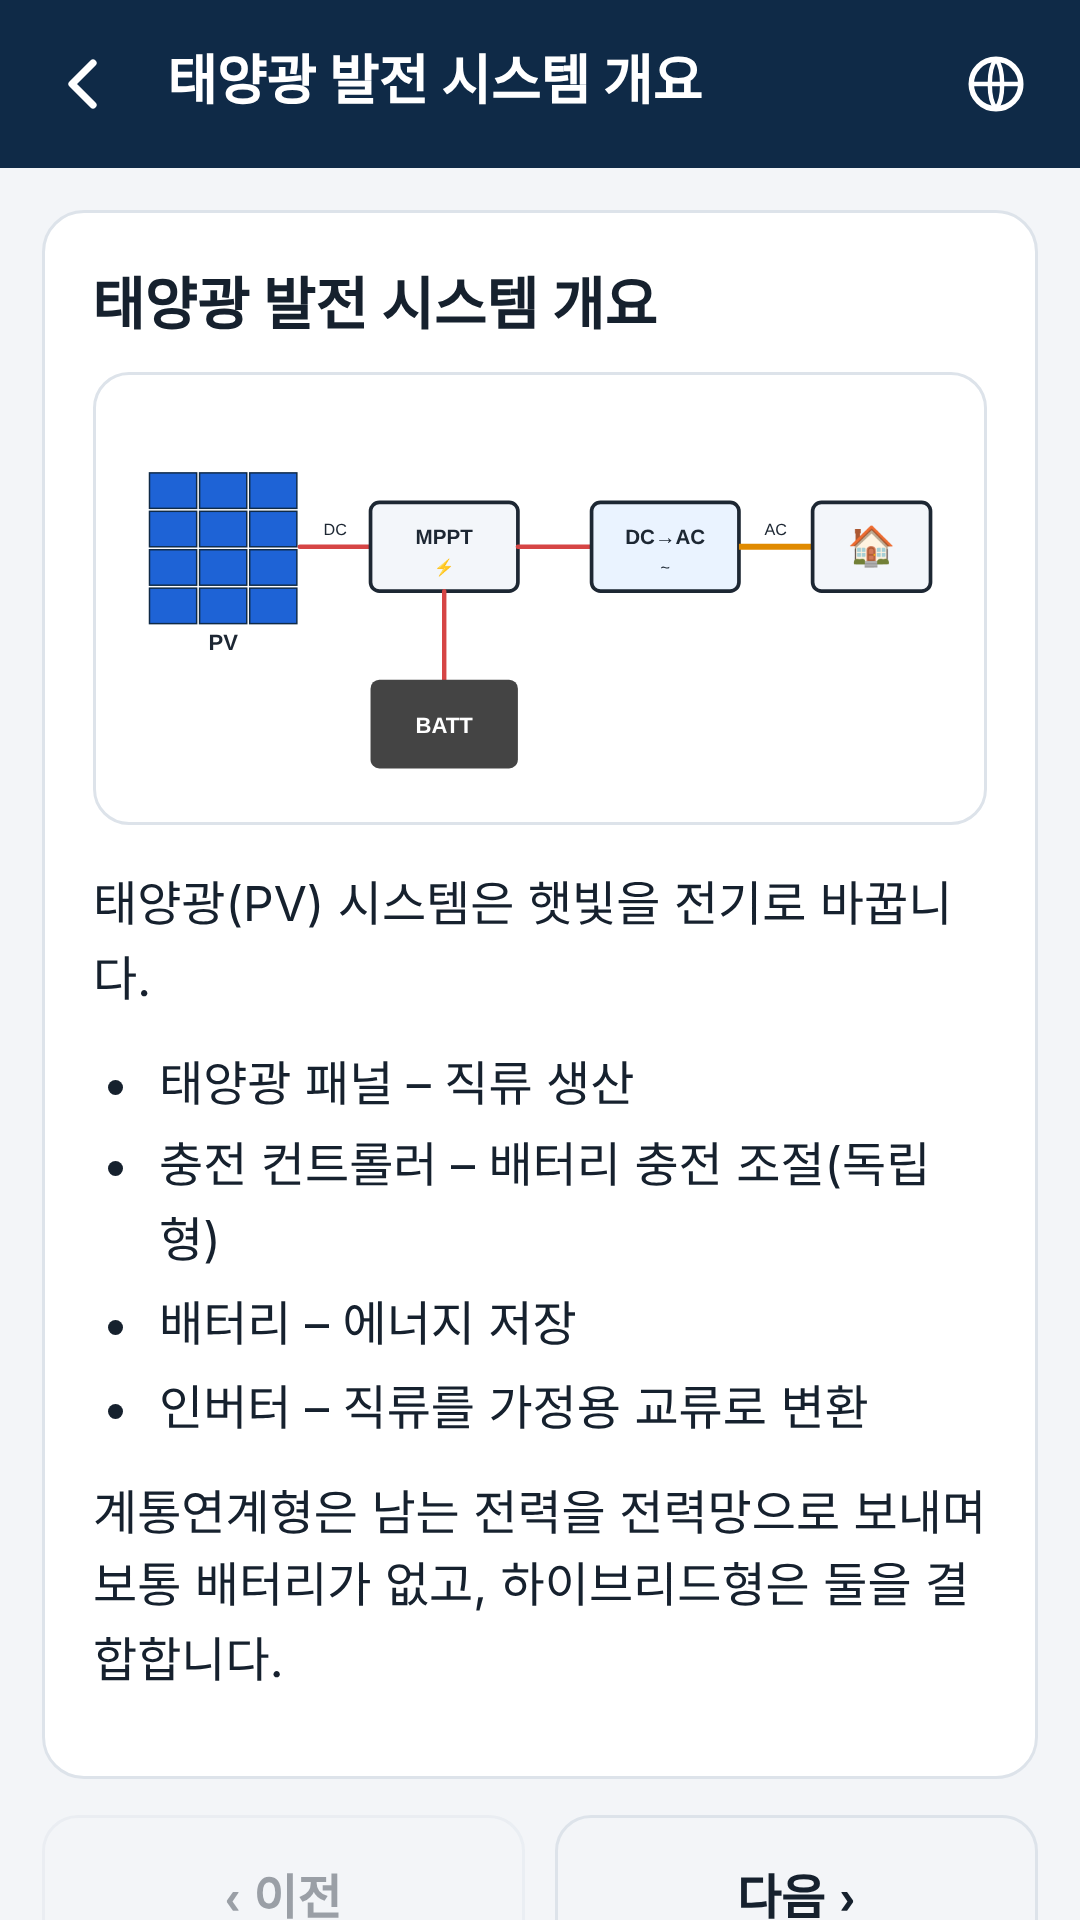 태양광 발전 시스템 개요
태양광 발전 시스템 개요
DC
MPPT
⚡
DC→AC
~
AC
PV
BATT
태양광(PV) 시스템은 햇빛을 전기로 바꿉니
다.
• 태양광 패널 – 직류 생산
• 충전 컨트롤러 – 배터리 충전 조절(독립
형)
• 배터리 – 에너지 저장
• 인버터 – 직류를 가정용 교류로 변환
계통연계형은 남는 전력을 전력망으로 보내며
보통 배터리가 없고, 하이브리드형은 둘을 결
합합니다.
‹ 이전
다음 ›